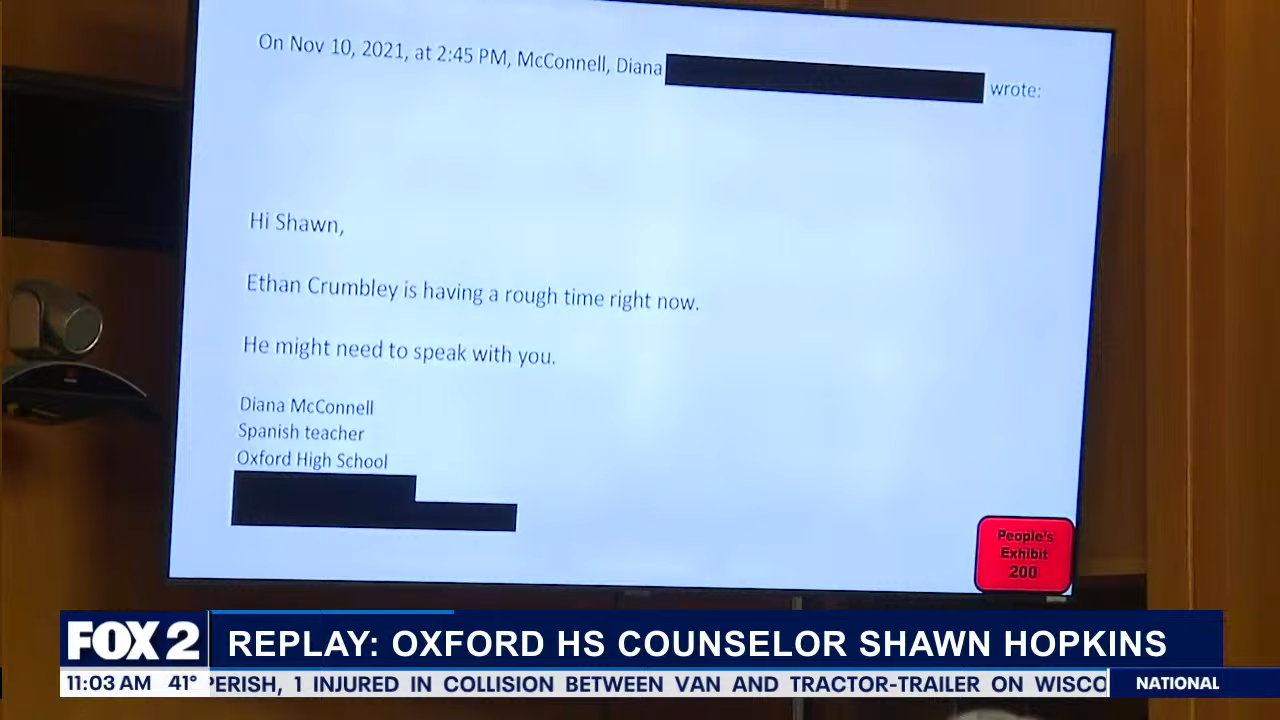 On Nov 10, 2021, at 2:45 PM, McConnell, Diana wrote:
Hi Shawn,
Ethan Crumbley is having a rough time right now.
He might need to speak with you.
Diana McConnell
Spanish teacher
Oxford High School
People's
Exhibit
200
FOX 2
REPLAY: OXFORD HS COUNSELOR SHAWN HOPKINS
11:03 AM 41° PERISH, 1 INJURED IN COLLISION BETWEEN VAN AND TRACTOR-TRAILER ON WISCO NATIONAL